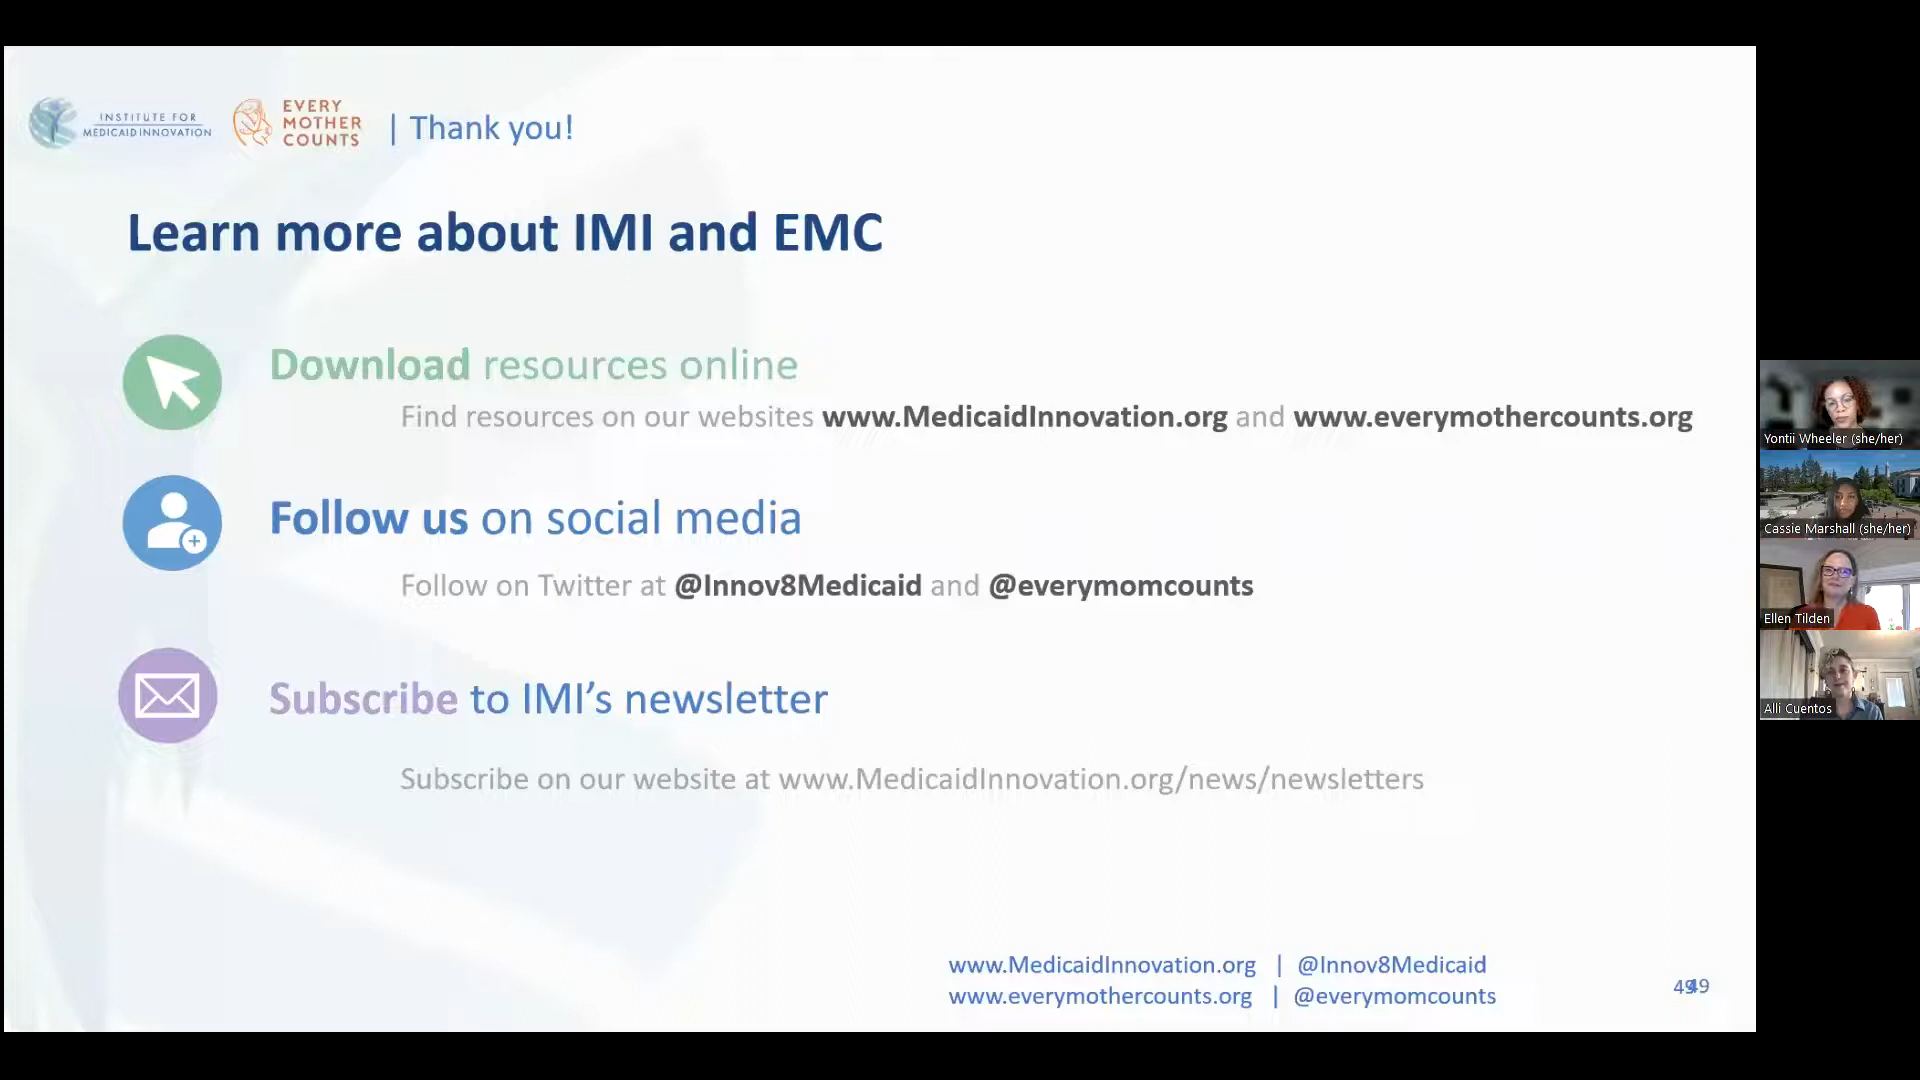 INSTITUTE FOR
MEDICAID INNOVATION
EVERY
MOTHER
COUNTS
| Thank you!
Learn more about IMI and EMC
Download resources online
Find resources on our websites www.MedicaidInnovation.org and www.everymothercounts.org
Follow us on social media
Follow on Twitter at @Innov8Medicaid and @everymomcounts
Subscribe to IMI’s newsletter
Subscribe on our website at www.MedicaidInnovation.org/news/newsletters
www.MedicaidInnovation.org | @Innov8Medicaid
www.everymothercounts.org | @everymomcounts
49
Yontii Wheeler (she/her)
Cassie Marshall (she/her)
Ellen Tilden
Alli Cuentos